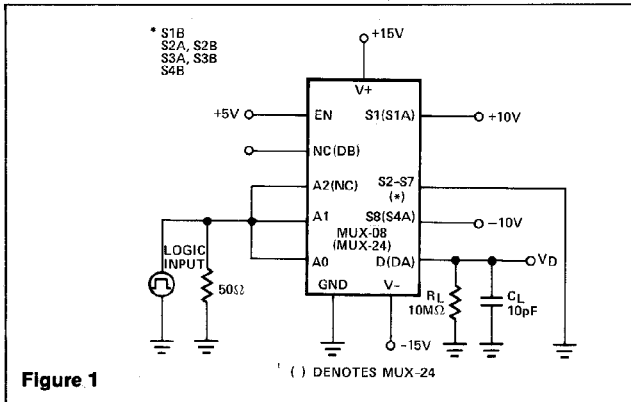 * S1B
S2A, S2B
S3A, S3B
S4B
+15V
V+
+5V
EN
S1(S1A)
+10V
NC(DB)
A2(NC)
S2-S7
(*)
A1
MUX-08
(MUX-24)
S8(S4A)
-10V
LOGIC
INPUT
A0
D(DA)
VD
50Ω
GND
V-
RL
10MΩ
CL
10pF
-15V
( ) DENOTES MUX-24
Figure 1